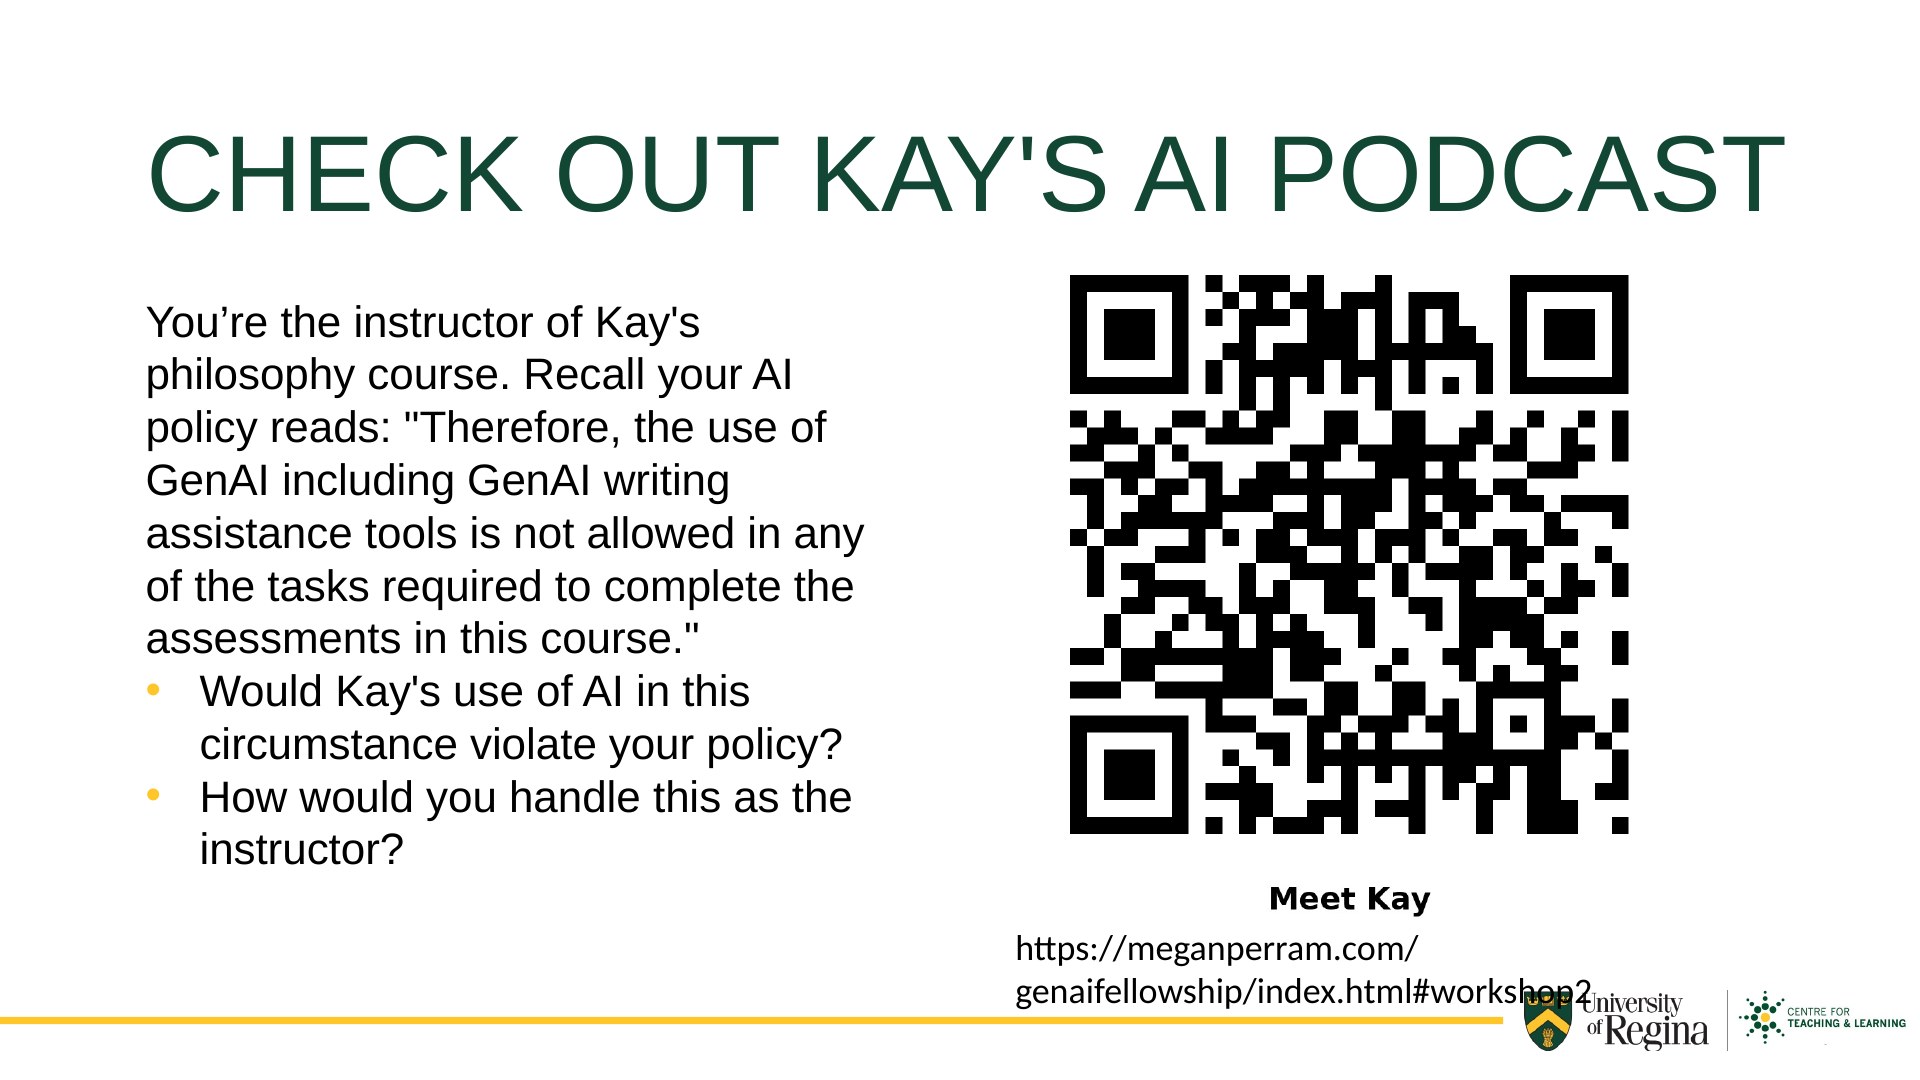 CHECK OUT KAY'S AI PODCAST
You’re the instructor of Kay's
philosophy course. Recall your AI
policy reads: "Therefore, the use of
GenAI including GenAI writing
assistance tools is not allowed in any
of the tasks required to complete the
assessments in this course."
• Would Kay's use of AI in this
circumstance violate your policy?
• How would you handle this as the
instructor?
Meet Kay
https://meganperram.com/
genaifellowship/index.html#workshop2
University
of Regina
CENTRE FOR
TEACHING & LEARNING